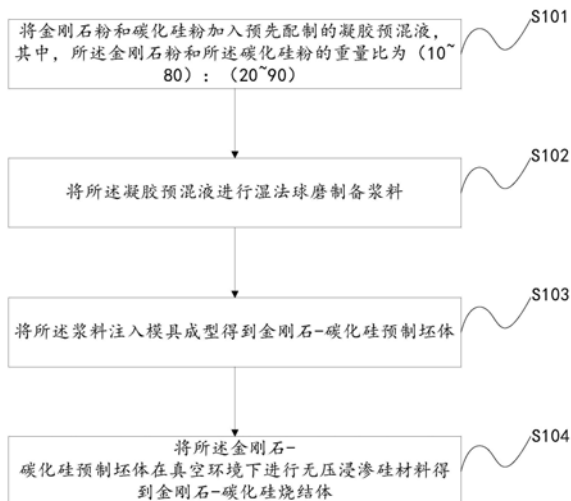 将金刚石粉和碳化硅粉加入预先配制的凝胶预混液，
其中，所述金刚石粉和所述碳化硅粉的重量比为（10~
80）：（20~90）
S101
将所述凝胶预混液进行湿法球磨制备浆料
S102
将所述浆料注入模具成型得到金刚石-碳化硅预制坯体
S103
将所述金刚石-
碳化硅预制坯体在真空环境下进行无压浸渗硅材料得
到金刚石-碳化硅烧结体
S104